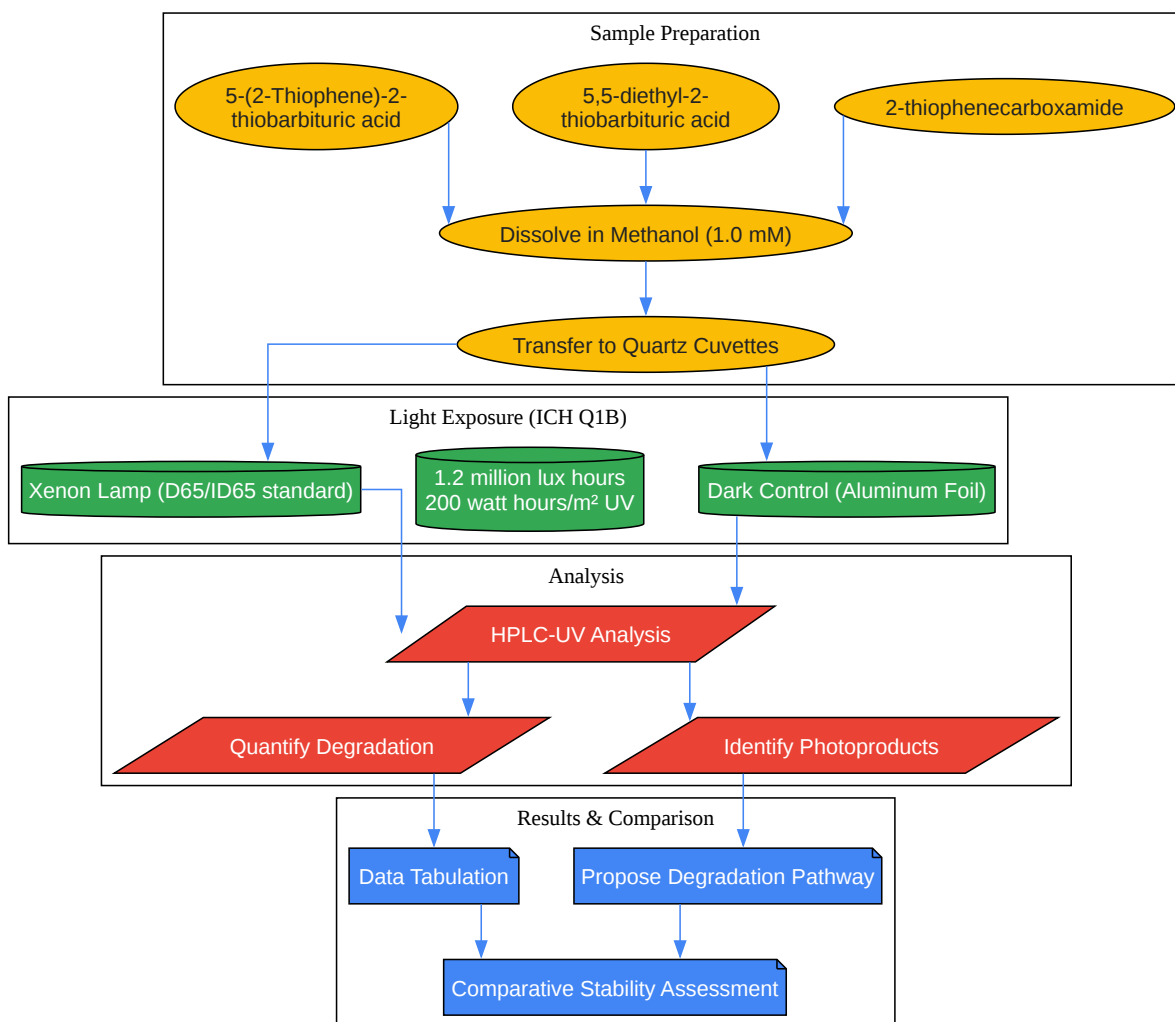 Sample Preparation
5-(2-Thiophene)-2-
thiobarbituric acid
5,5-diethyl-2-
thiobarbituric acid
2-thiophenecarboxamide
Dissolve in Methanol (1.0 mM)
Transfer to Quartz Cuvettes
Light Exposure (ICH Q1B)
Xenon Lamp (D65/ID65 standard)
1.2 million lux hours
200 watt hours/m² UV
Dark Control (Aluminum Foil)
Analysis
HPLC-UV Analysis
Quantify Degradation
Identify Photoproducts
Results & Comparison
Data Tabulation
Propose Degradation Pathway
Comparative Stability Assessment